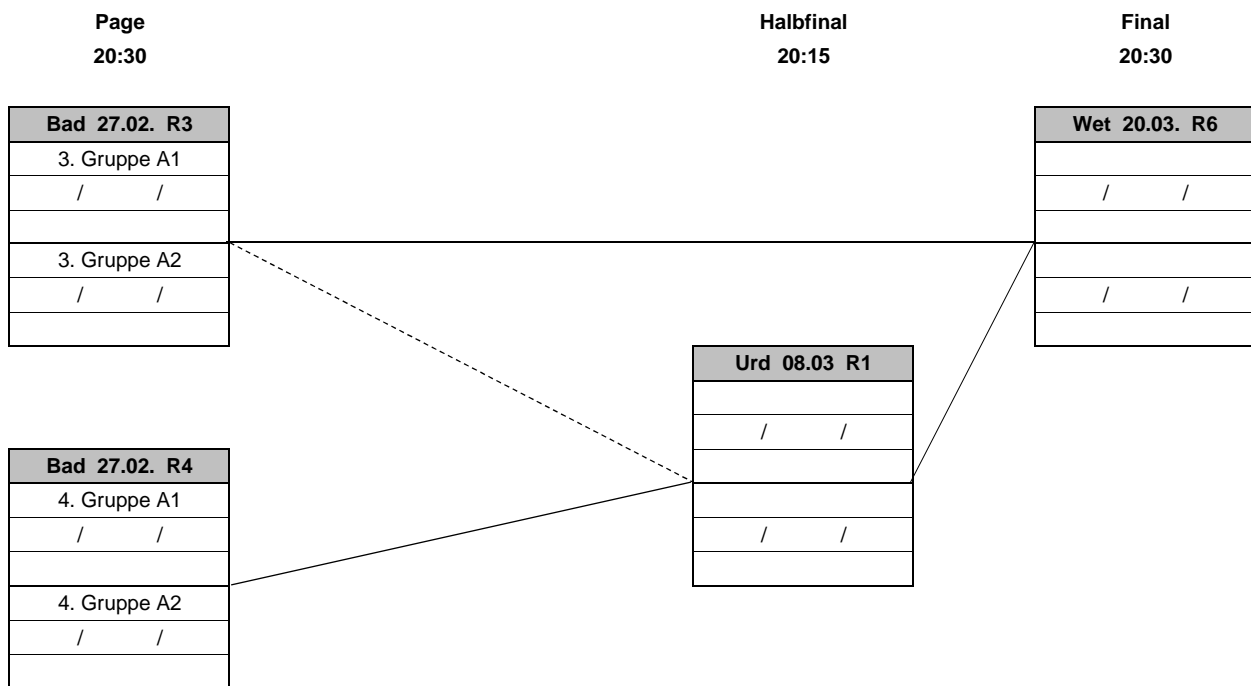 Page Halbfinal Final
20:30 20:15 20:30
Bad 27.02. R3 Wet 20.03. R6
3. Gruppe A1
/ / / /
3. Gruppe A2
/ / / /
Urd 08.03 R1
/ /
Bad 27.02. R4
4. Gruppe A1
/ / / /
4. Gruppe A2
/ /